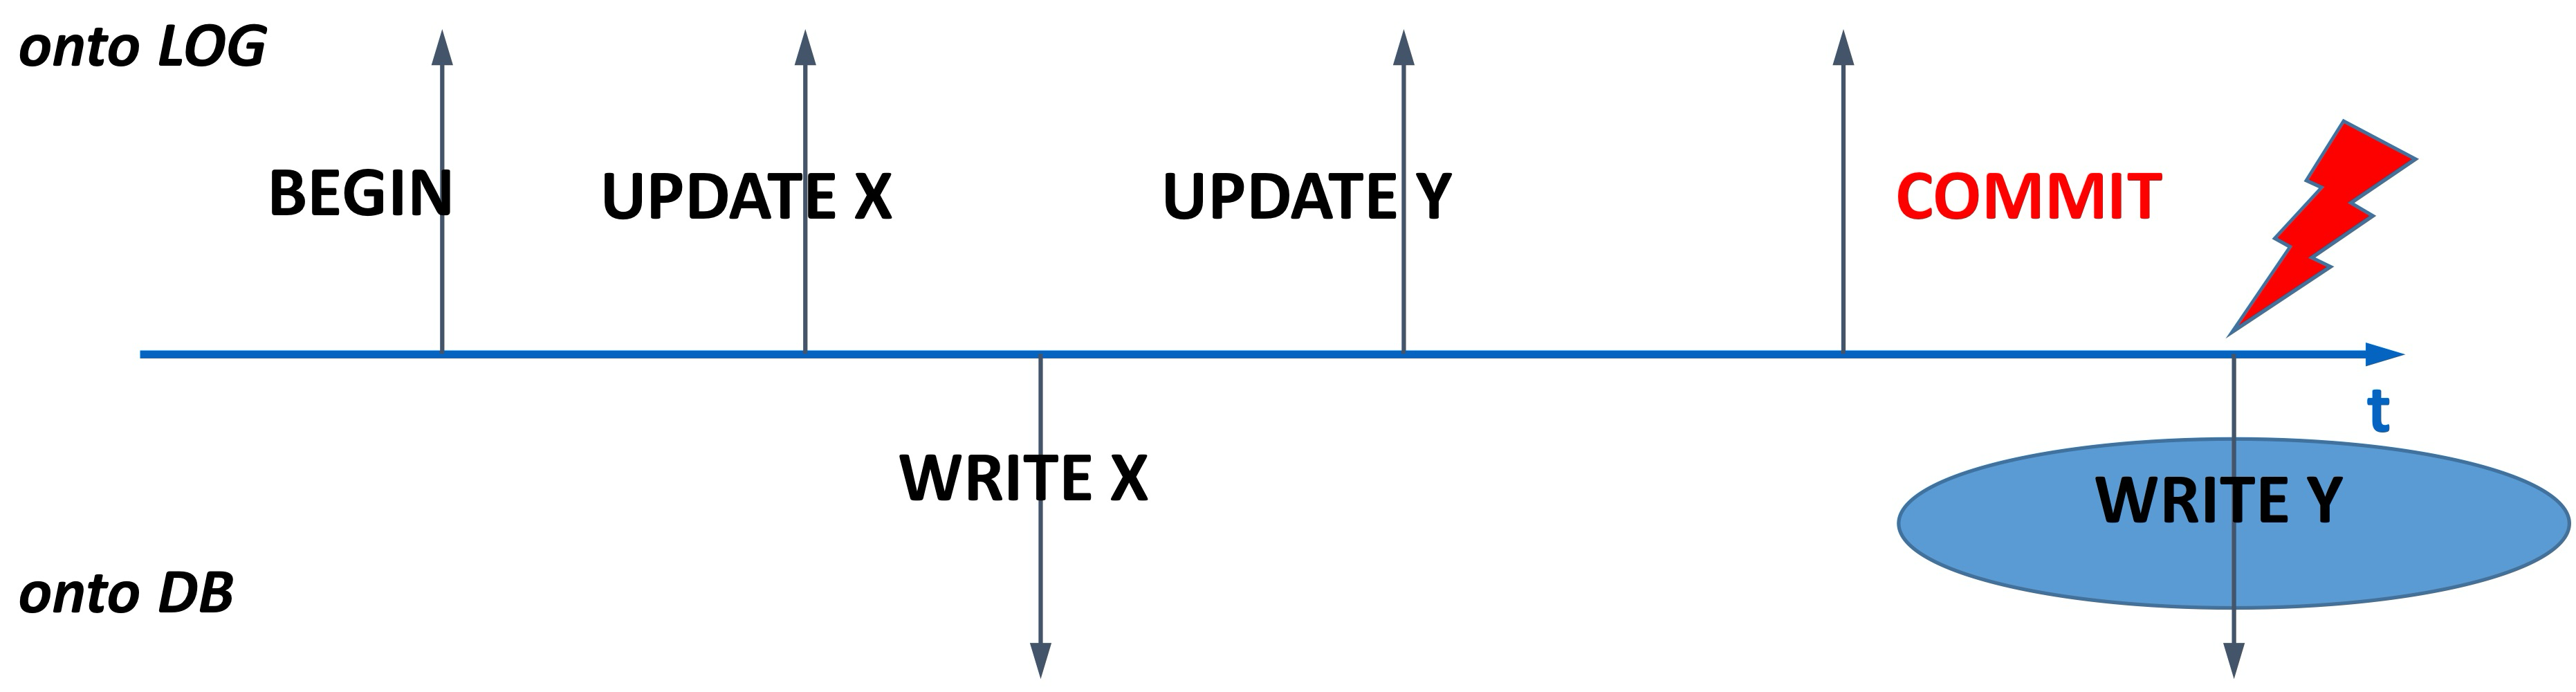 onto LOG
BEGIN
UPDATE X
UPDATE Y
COMMIT
t
WRITE X
WRITE Y
onto DB